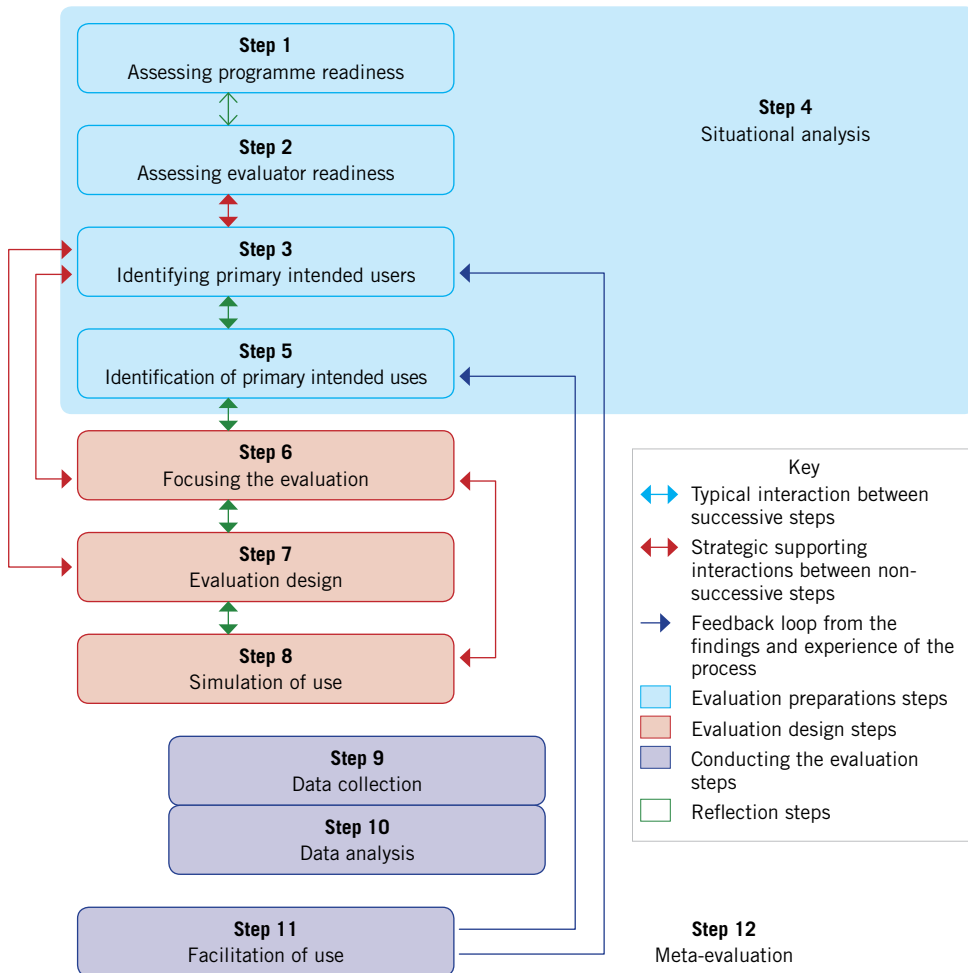 Step 1
Assessing programme readiness
Step 4
Situational analysis
Step 2
Assessing evaluator readiness
Step 3
Identifying primary intended users
Step 5
Identification of primary intended uses
Step 6
Focusing the evaluation
Step 7
Evaluation design
Step 8
Simulation of use
Step 9
Data collection
Step 10
Data analysis
Step 11
Facilitation of use
Step 12
Meta-evaluation
Key
Typical interaction between
successive steps
Strategic supporting
interactions between non-
successive steps
Feedback loop from the
findings and experience of the
process
Evaluation preparations steps
Evaluation design steps
Conducting the evaluation
steps
Reflection steps